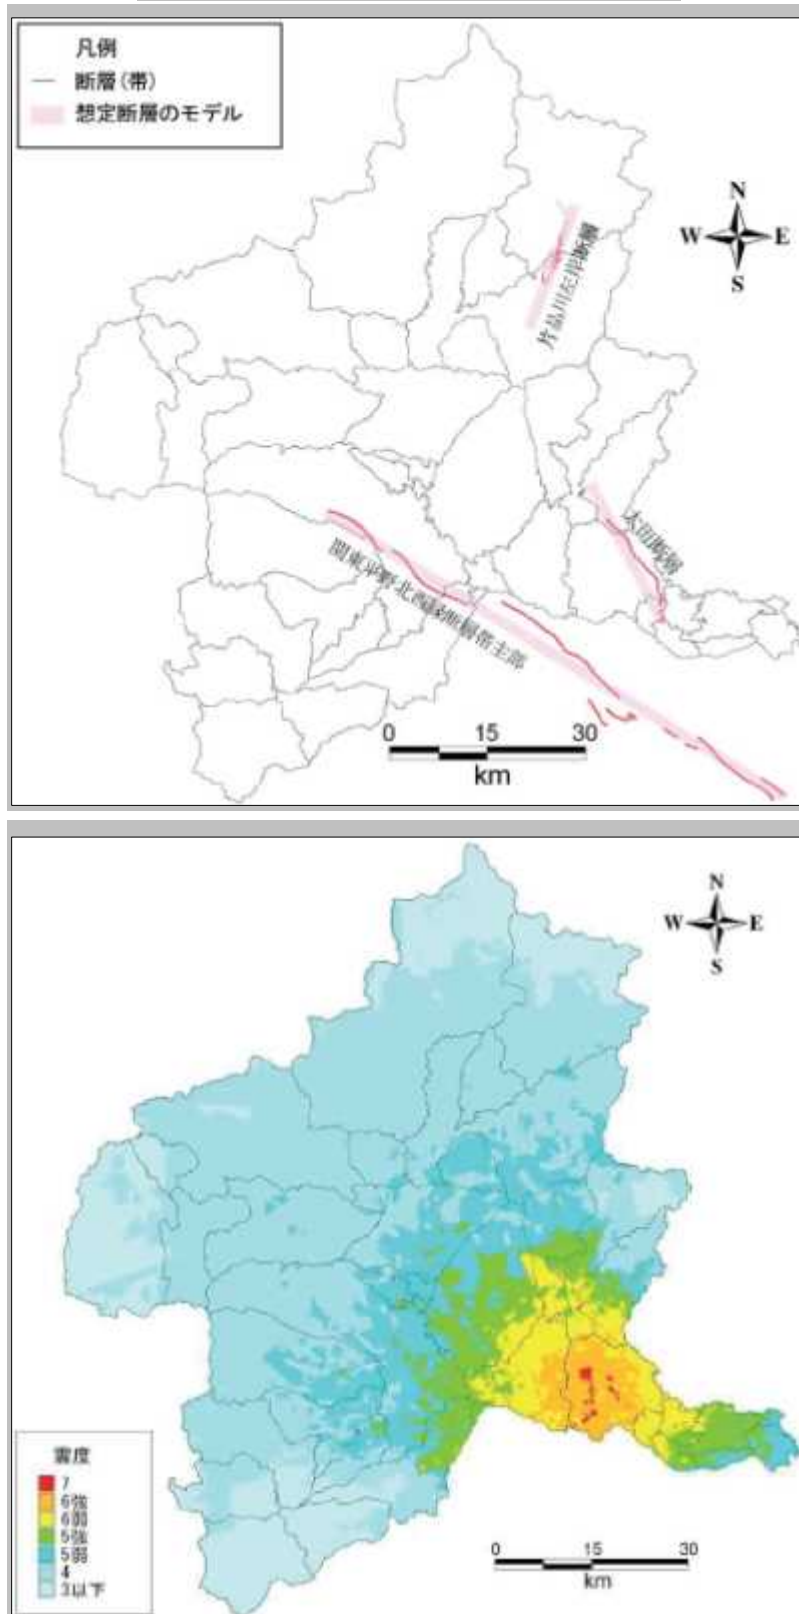 凡例
断層(帯)
想定断層のモデル
N
W
E
S
片品川左岸断層
太田断層
関東平野北西縁断層帯主部
0 15 30
km
N
W
E
S
震度
7
6強
6弱
5強
5弱
4
3以下
0 15 30
km